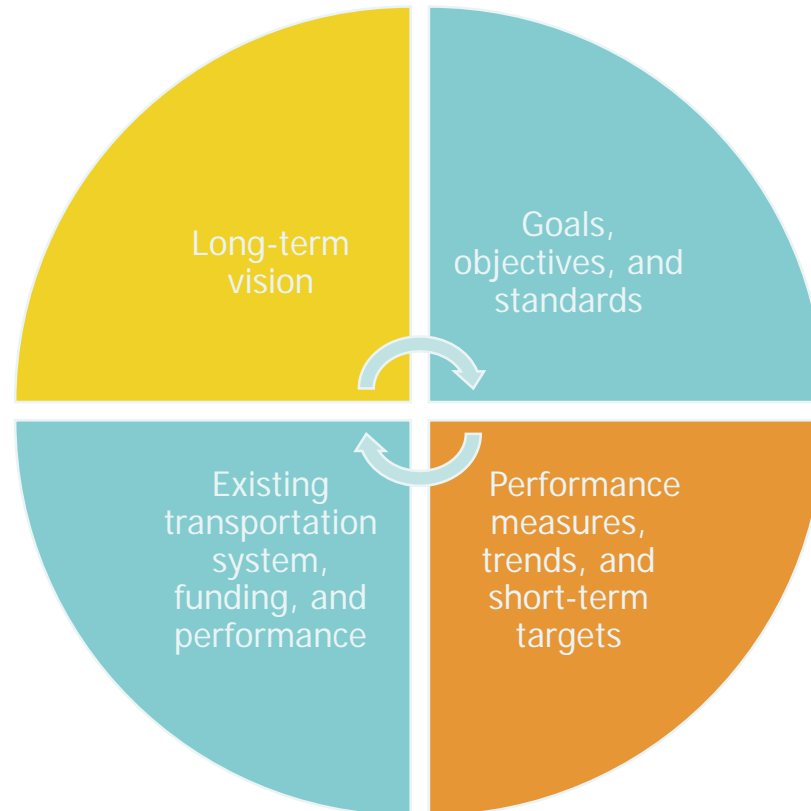 Long-term
vision
Goals,
objectives, and
standards
Existing
transportation
system,
funding, and
performance
Performance
measures,
trends, and
short-term
targets